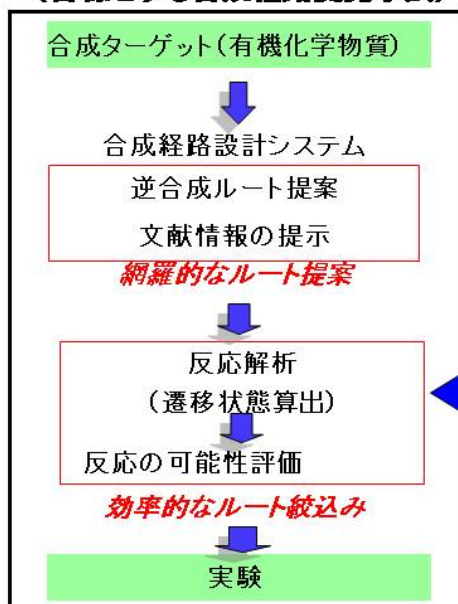 合成ターゲット(有機化学物質)
合成経路設計システム
逆合成ルート提案
文献情報の提示
網羅的なルート提案
反応解析
(遷移状態算出)
反応の可能性評価
効率的なルート絞込み
実験